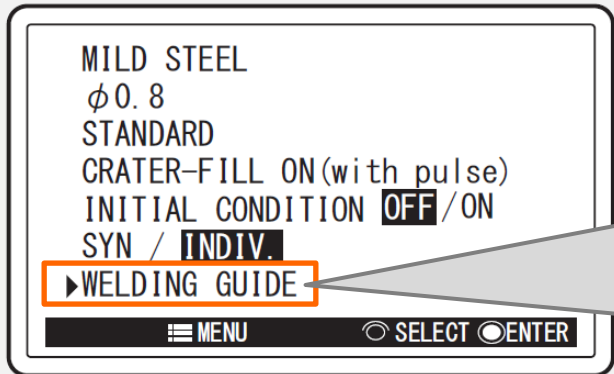 MILD STEEL
φ0.8
STANDARD
CRATER-FILL ON(with pulse)
INITIAL CONDITION OFF/ON
SYN / INDIV.
▶WELDING GUIDE
MENU SELECT ENTER